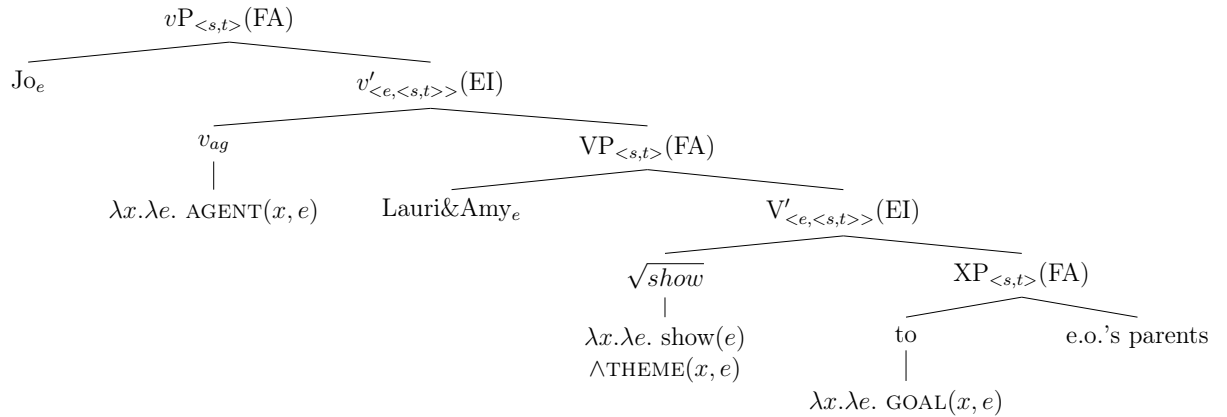 vP<s,t>(FA)
Jo_e
v′<e,<s,t>>(EI)
v_ag
λx.λe. AGENT(x, e)
VP<s,t>(FA)
Lauri&Amy_e
V′<e,<s,t>>(EI)
√show
λx.λe. show(e)
∧THEME(x, e)
XP<s,t>(FA)
to
λx.λe. GOAL(x, e)
e.o.'s parents